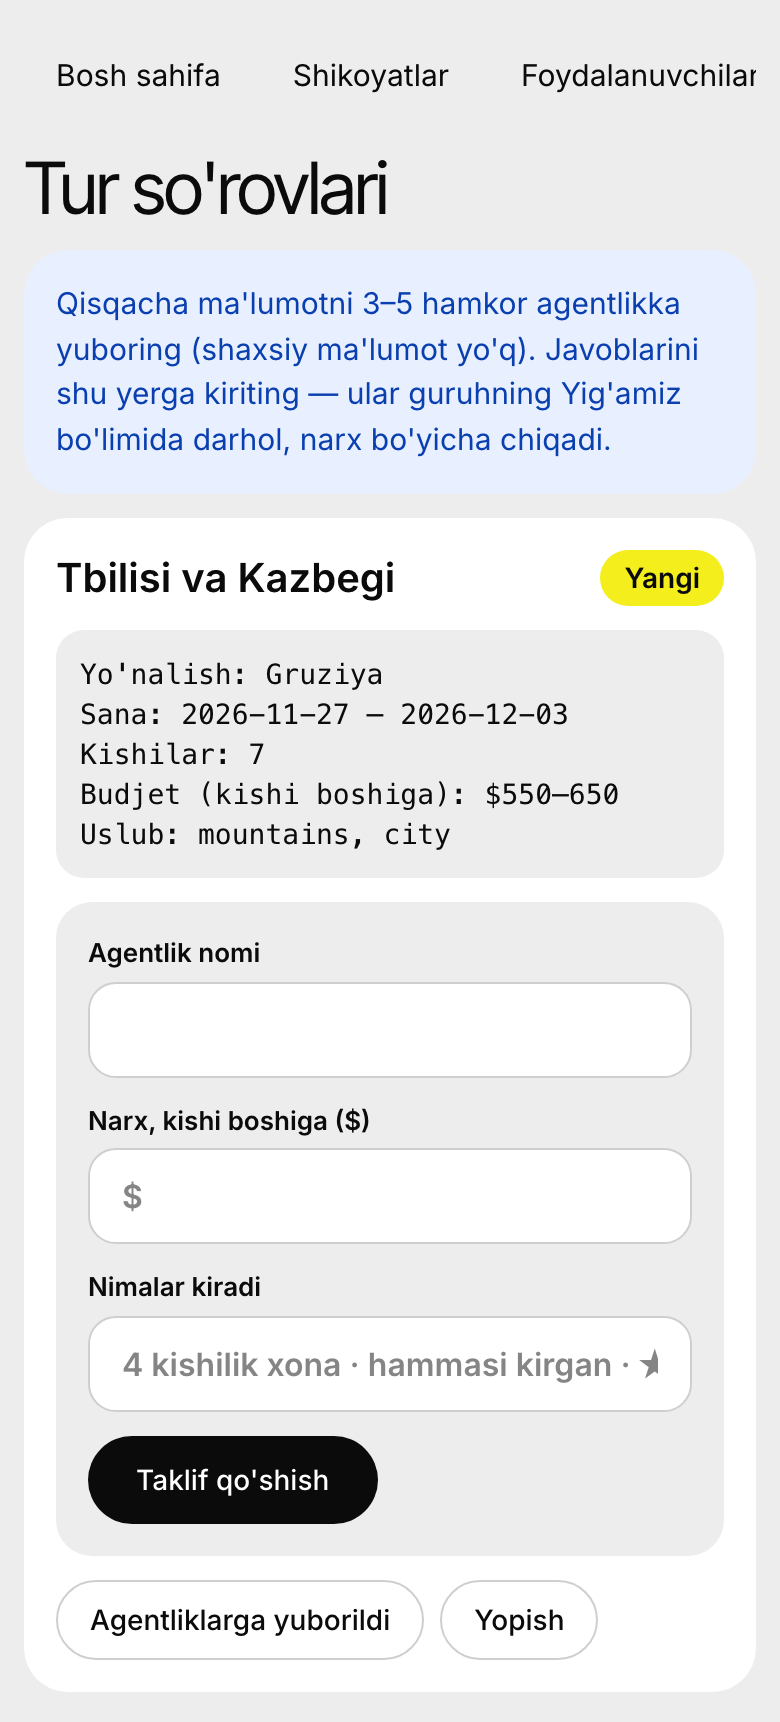 Bosh sahifa Shikoyatlar Foydalanuvchilar
Tur so'rovlari
Qisqacha ma'lumotni 3–5 hamkor agentlikka
yuboring (shaxsiy ma'lumot yo'q). Javoblarini
shu yerga kiriting — ular guruhning Yig'amiz
bo'limida darhol, narx bo'yicha chiqadi.
Tbilisi va Kazbegi
Yangi
Yo'nalish: Gruziya
Sana: 2026-11-27 — 2026-12-03
Kishilar: 7
Budjet (kishi boshiga): $550–650
Uslub: mountains, city
Agentlik nomi
Narx, kishi boshiga ($)
$
Nimalar kiradi
4 kishilik xona · hammasi kirgan · ★
Taklif qo'shish
Agentliklarga yuborildi
Yopish